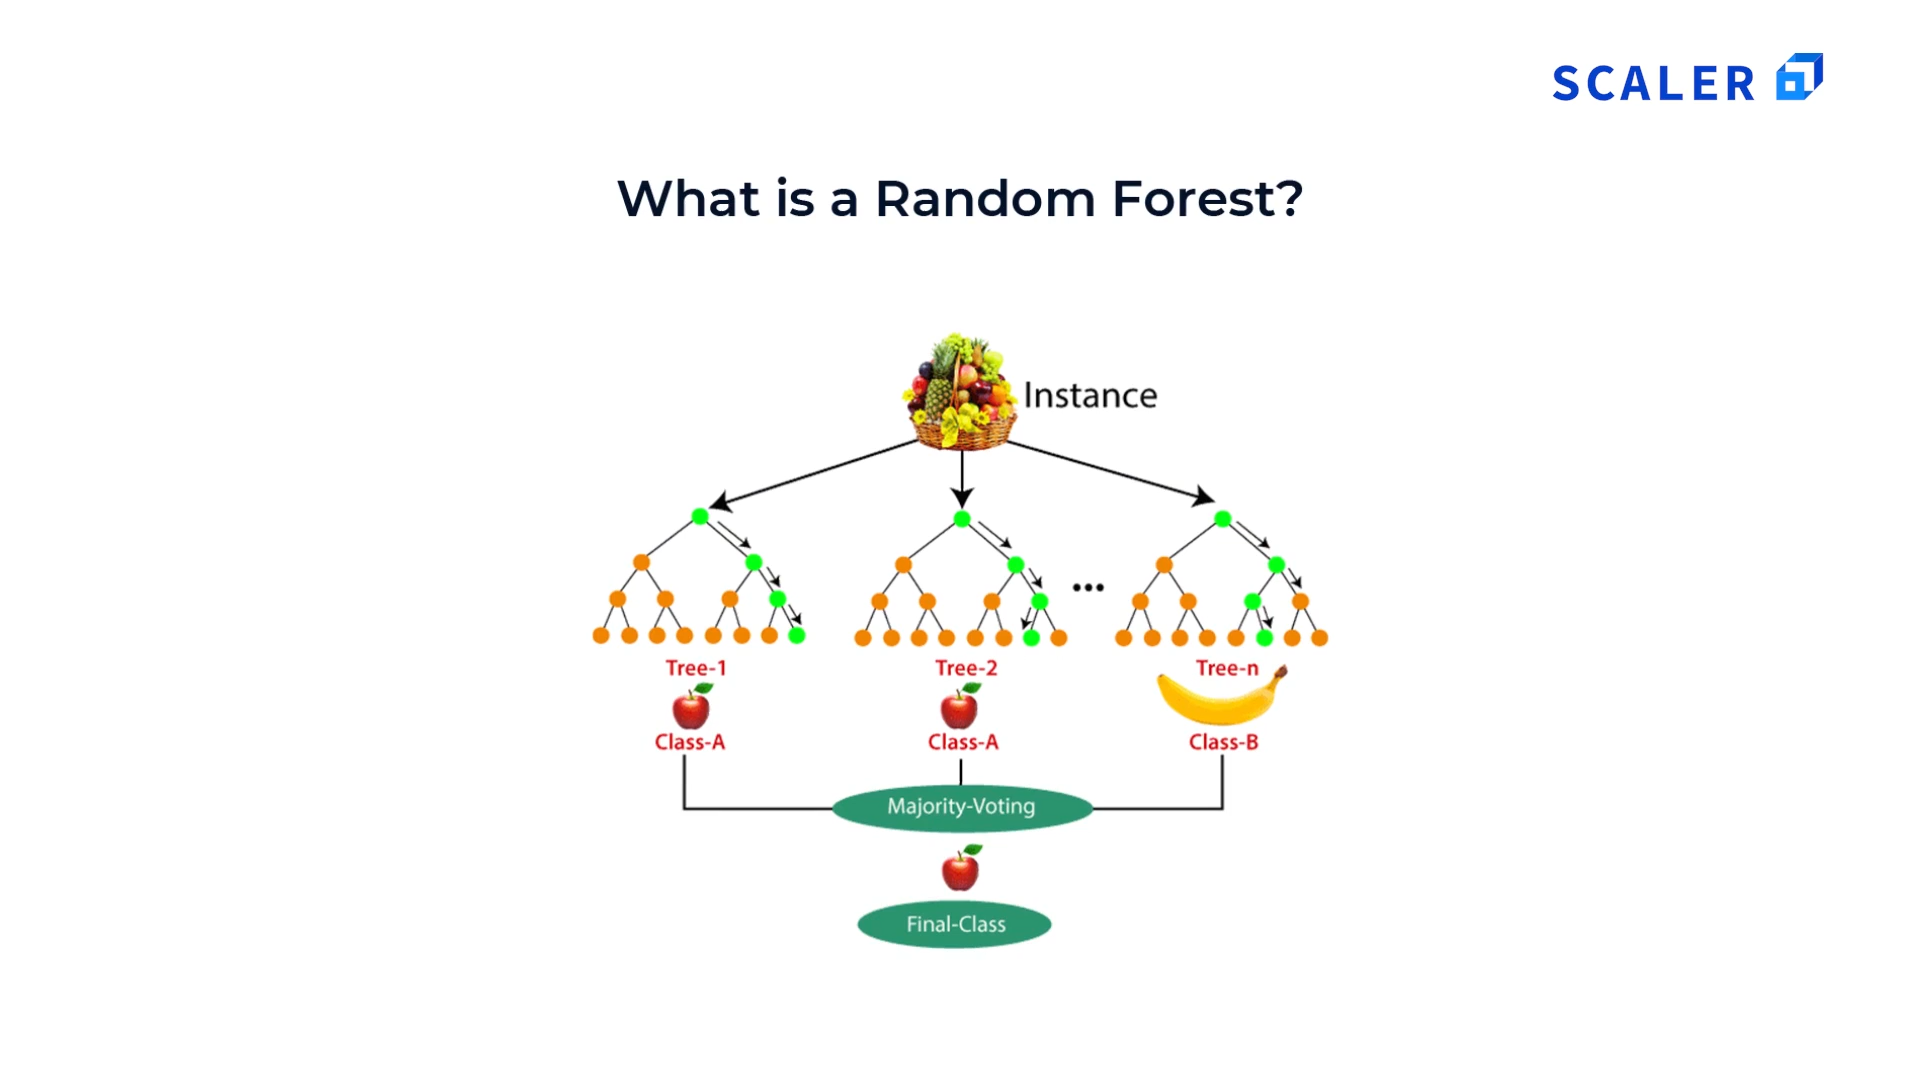 SCALER
What is a Random Forest?
Instance
...
Tree-1 Tree-2 Tree-n
Class-A Class-A Class-B
Majority-Voting
Final-Class